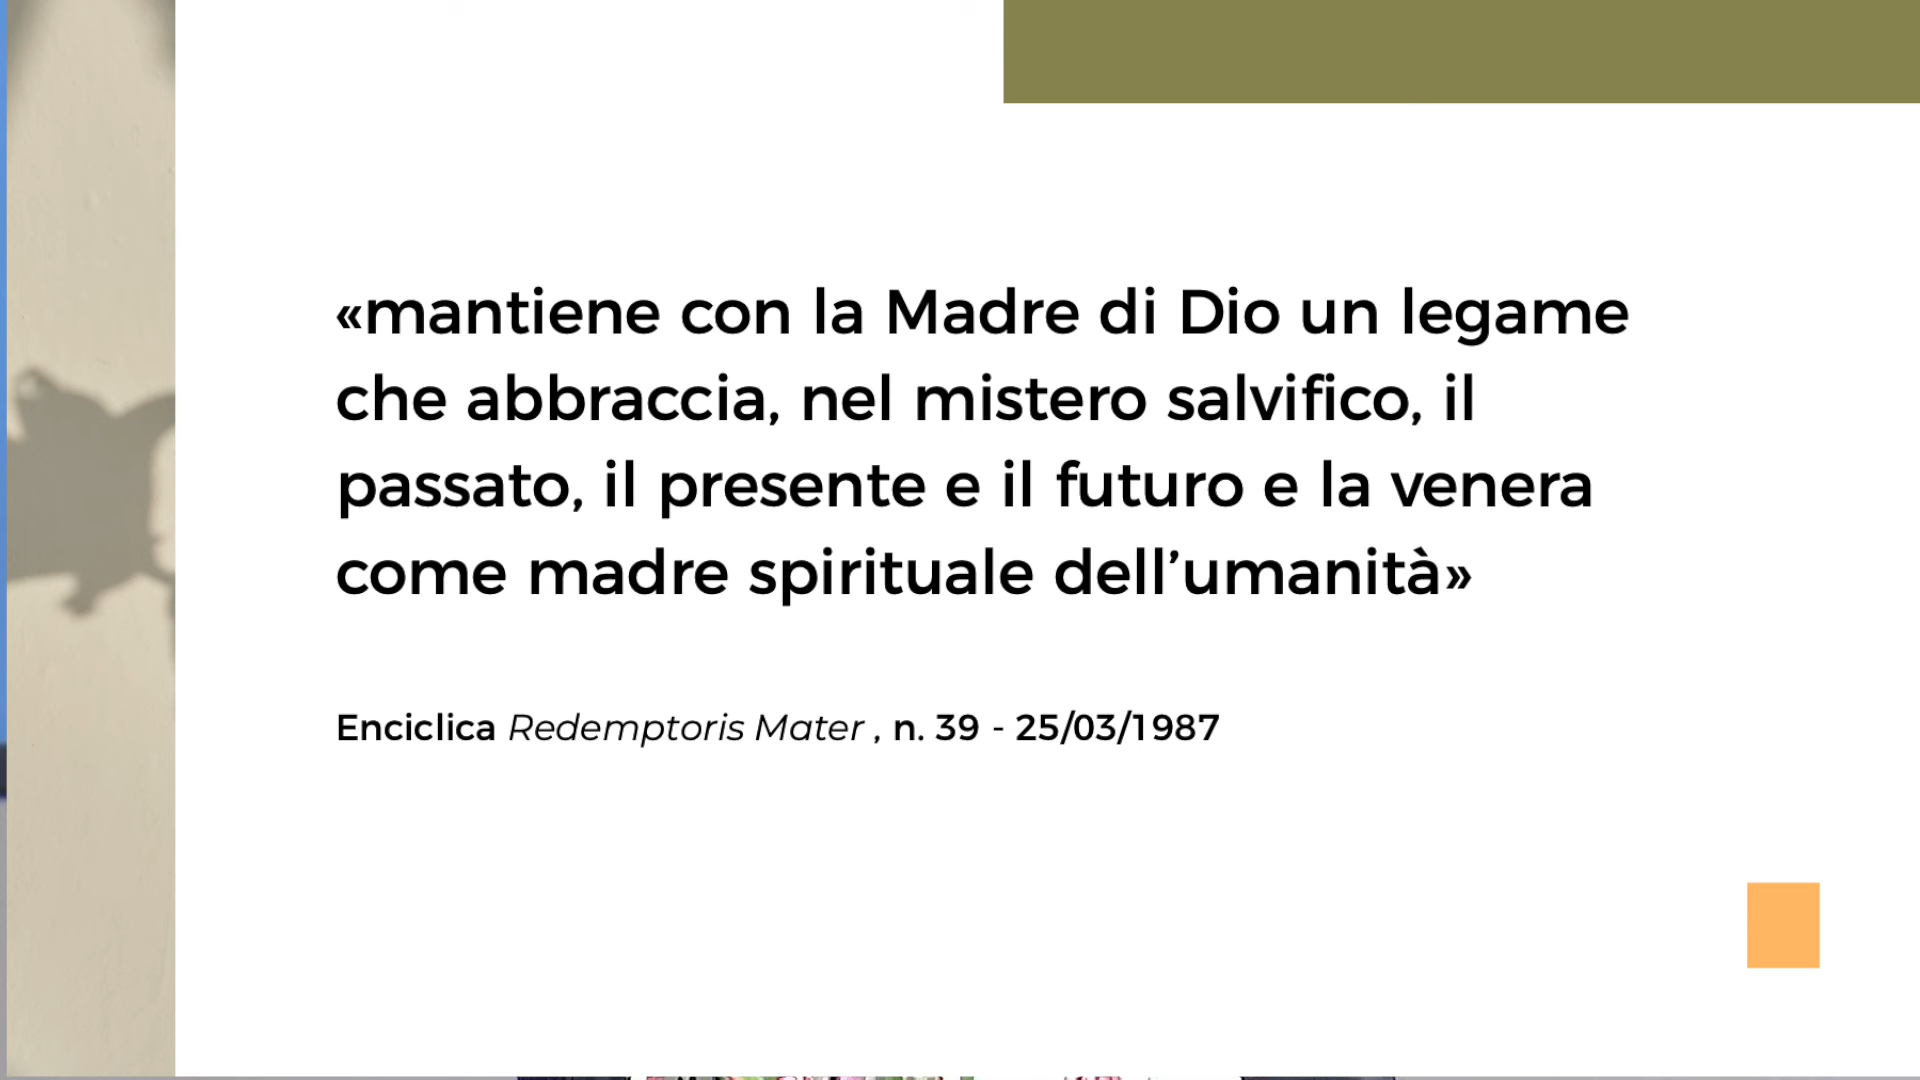 «mantiene con la Madre di Dio un legame
che abbraccia, nel mistero salvifico, il
passato, il presente e il futuro e la venera
come madre spirituale dell’umanità»
Enciclica Redemptoris Mater , n. 39 - 25/03/1987